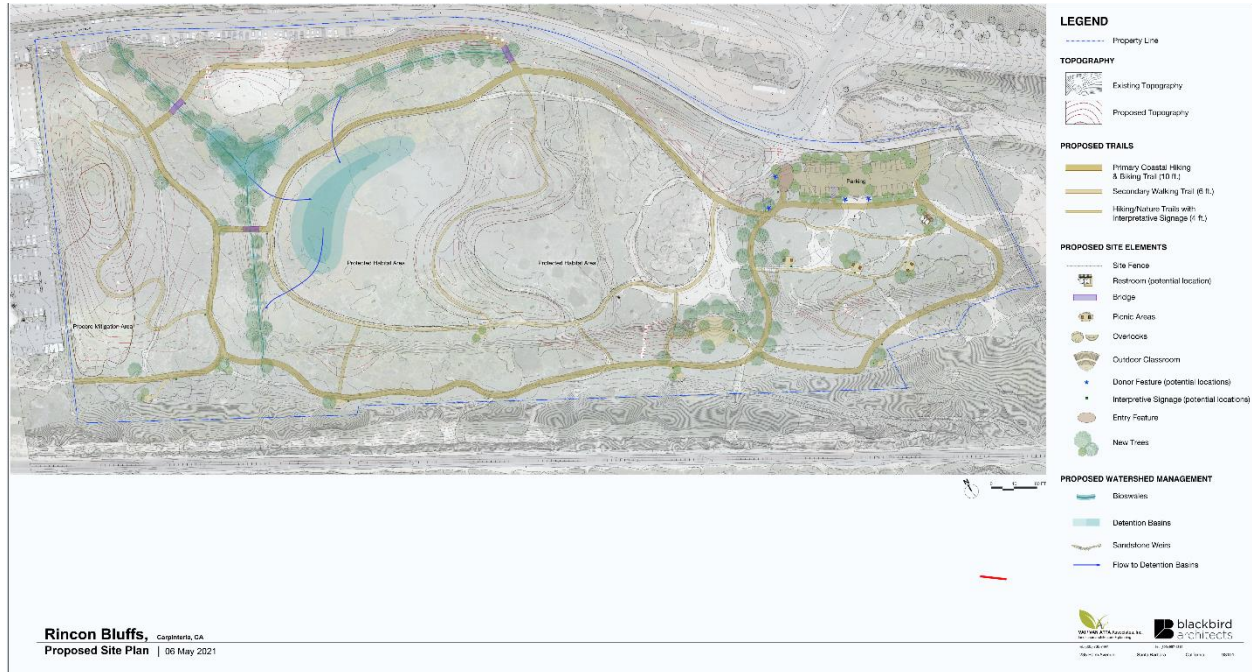 Parking
Protected Habitat Area
Protected Habitat Area
Procore Mitigation Area
N
LEGEND
Property Line
TOPOGRAPHY
Existing Topography
Proposed Topography
PROPOSED TRAILS
Primary Coastal Hiking
& Biking Trail (10 ft.)
Secondary Walking Trail (6 ft.)
Hiking/Nature Trails with
Interpretative Signage (4 ft.)
PROPOSED SITE ELEMENTS
Site Fence
Restroom (potential location)
Bridge
Picnic Areas
Overlooks
Outdoor Classroom
Donor Feature (potential locations)
Interpretive Signage (potential locations)
Entry Feature
New Trees
PROPOSED WATERSHED MANAGEMENT
Bioswales
Detention Basins
Sandstone Weirs
Flow to Detention Basins
Rincon Bluffs, Carpinteria, CA
Proposed Site Plan | 06 May 2021
blackbird
architects
Santa Barbara California